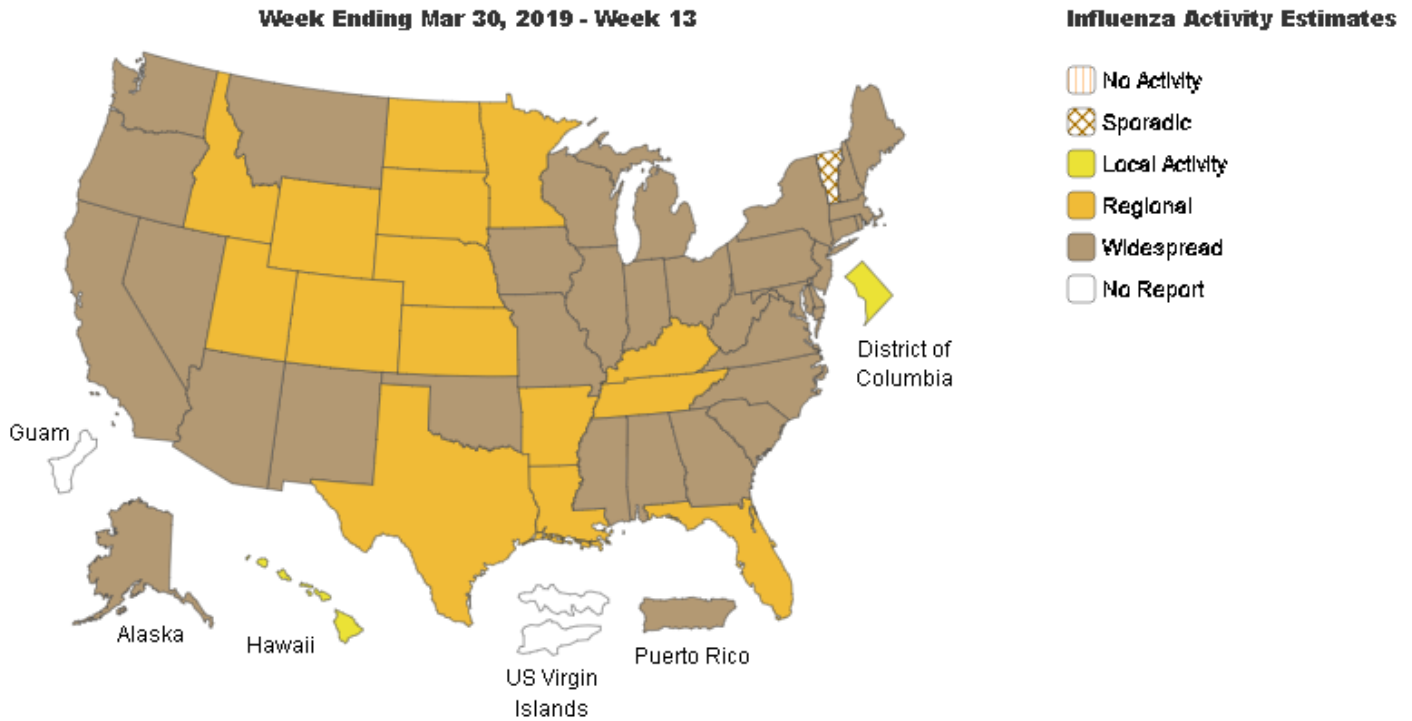 Week Ending Mar 30, 2019 - Week 13
Influenza Activity Estimates
No Activity
Sporadic
Local Activity
Regional
Widespread
No Report
District of
Columbia
Guam
Alaska
Hawaii
US Virgin
Islands
Puerto Rico